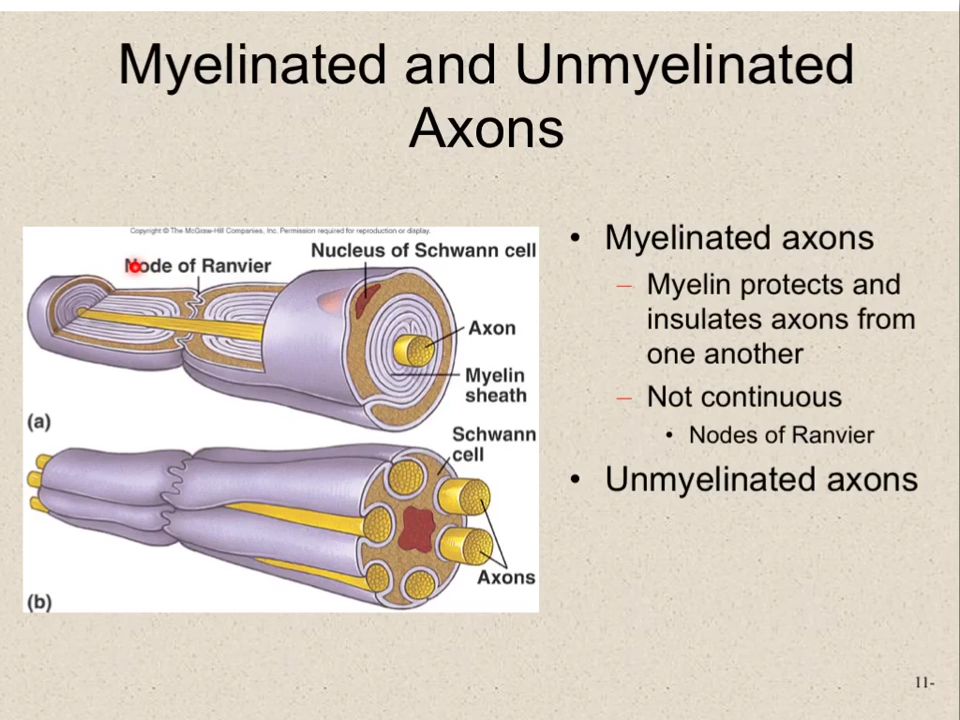 Myelinated and Unmyelinated
Axons
Copyright © The McGraw-Hill Companies, Inc. Permission required for reproduction or display.
Node of Ranvier
Nucleus of Schwann cell
Axon
Myelin
sheath
(a)
Schwann
cell
Axons
(b)
• Myelinated axons
– Myelin protects and
insulates axons from
one another
– Not continuous
• Nodes of Ranvier
• Unmyelinated axons
11-